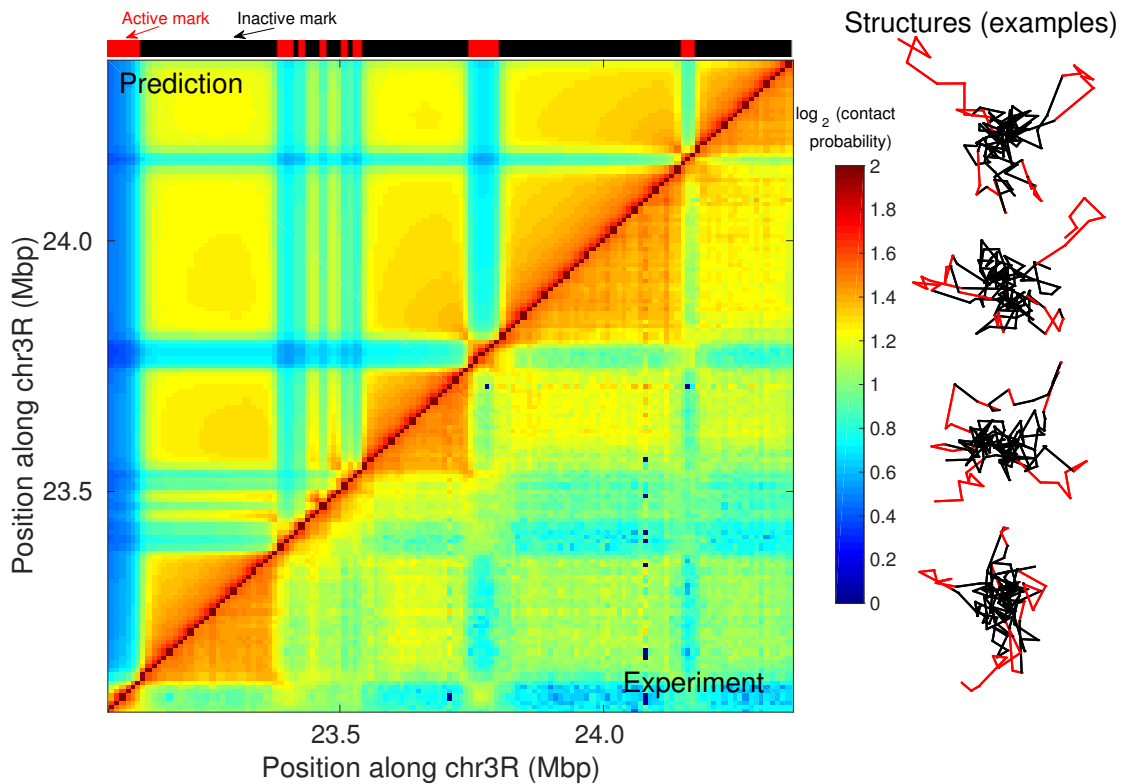 Active mark
Inactive mark
Structures (examples)
Prediction
log 2 (contact
probability)
2
1.8
1.6
1.4
1.2
1
0.8
0.6
0.4
0.2
0
24.0
23.5
Position along chr3R (Mbp)
Experiment
23.5
24.0
Position along chr3R (Mbp)